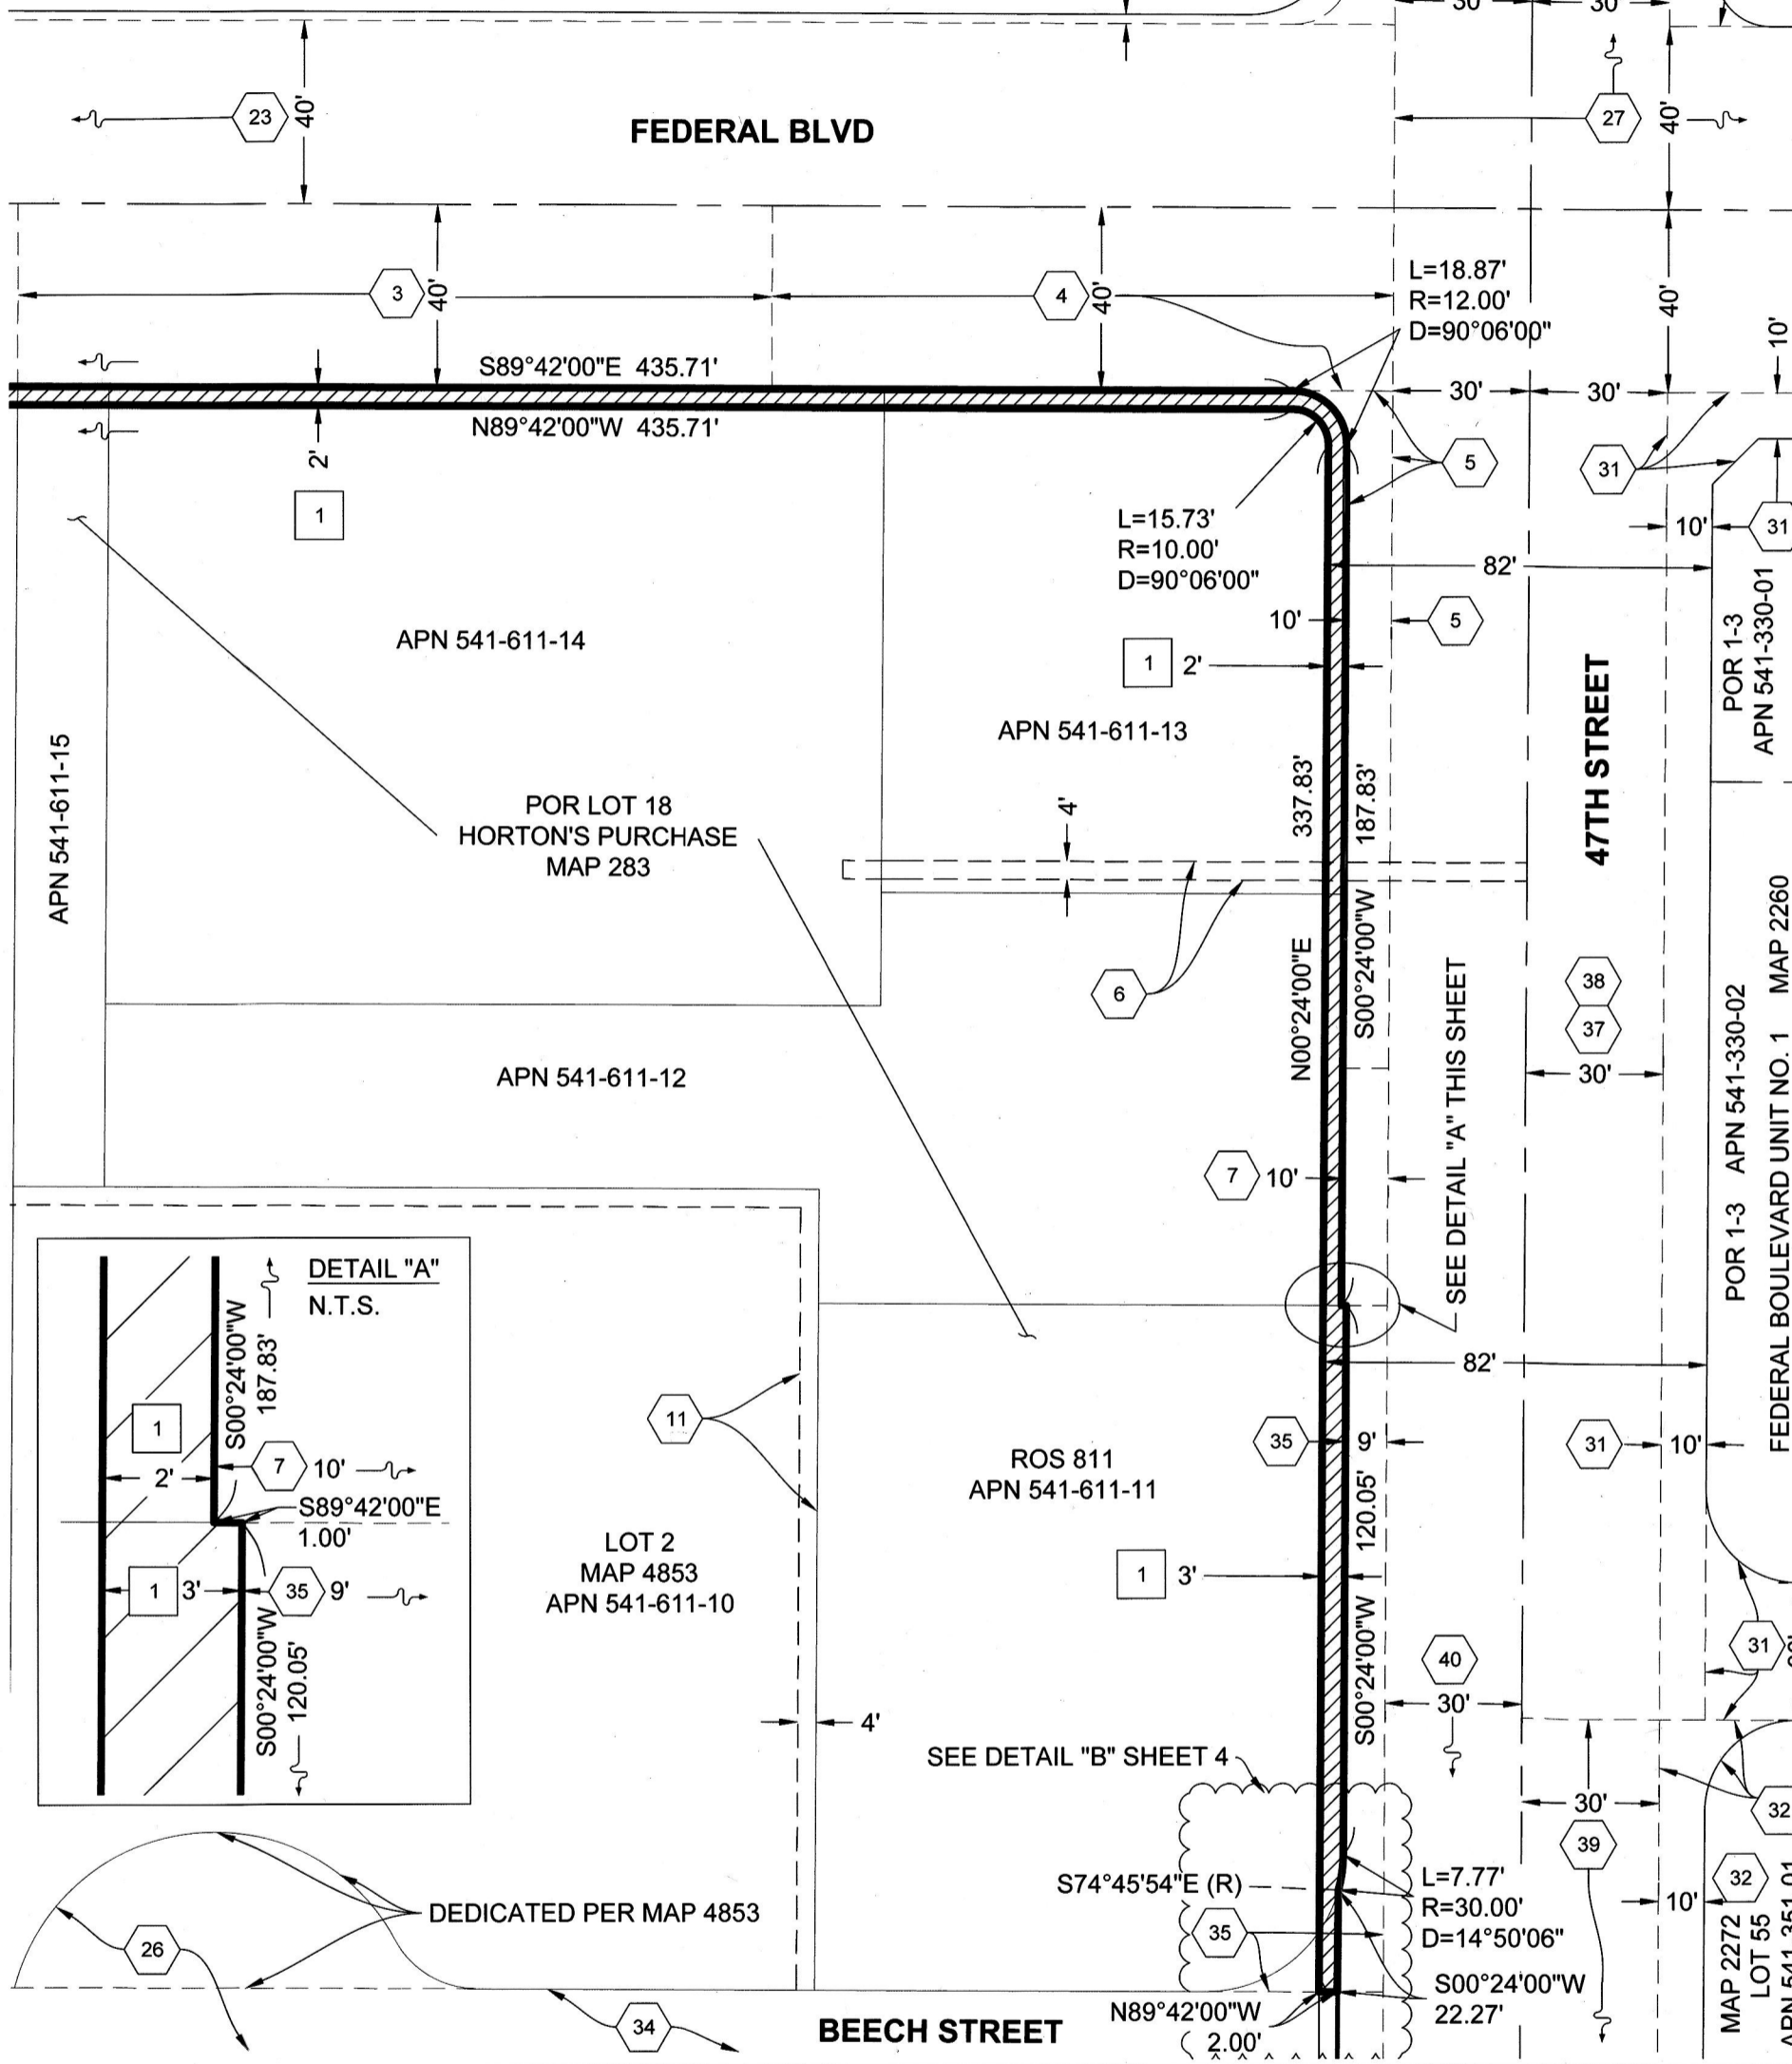 30'
30'
23
40'
FEDERAL BLVD
27
40'
3
40'
4
40'
L=18.87'
R=12.00'
D=90°06'00"
40'
10'
S89°42'00"E 435.71'
30'
30'
N89°42'00"W 435.71'
2'
1
5
31
L=15.73'
R=10.00'
D=90°06'00"
10'
31
82'
10'
5
APN 541-611-14
1
2'
POR 1-3
APN 541-330-01
47TH STREET
APN 541-611-13
APN 541-611-15
POR LOT 18
HORTON'S PURCHASE
MAP 283
4'
337.83'
187.83'
N00°24'00"E
S00°24'00"W
6
38
37
30'
SEE DETAIL "A" THIS SHEET
APN 541-611-12
7
10'
POR 1-3 APN 541-330-02
FEDERAL BOULEVARD UNIT NO. 1 MAP 2260
DETAIL "A"
N.T.S.
S00°24'00"W
187.83'
1
2'
7
10'
S89°42'00"E
1.00'
1
3'
35
9'
S00°24'00"W
120.05'
82'
11
35
9'
31
10'
ROS 811
APN 541-611-11
120.05'
S00°24'00"W
LOT 2
MAP 4853
APN 541-611-10
1
3'
31
40
30'
4'
SEE DETAIL "B" SHEET 4
30'
32
39
S74°45'54"E (R)
L=7.77'
R=30.00'
D=14°50'06"
32
10'
35
DEDICATED PER MAP 4853
26
S00°24'00"W
22.27'
N89°42'00"W
2.00'
34
BEECH STREET
MAP 2272
LOT 55
APN 541-351-01